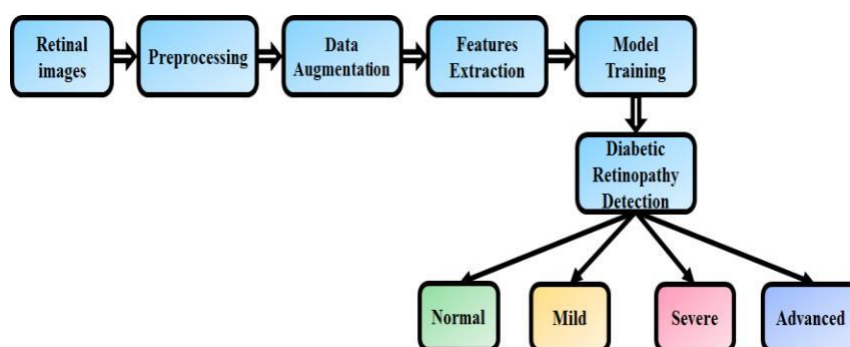 Retinal
images
Preprocessing
Data
Augmentation
Features
Extraction
Model
Training
Diabetic
Retinopathy
Detection
Normal
Mild
Severe
Advanced